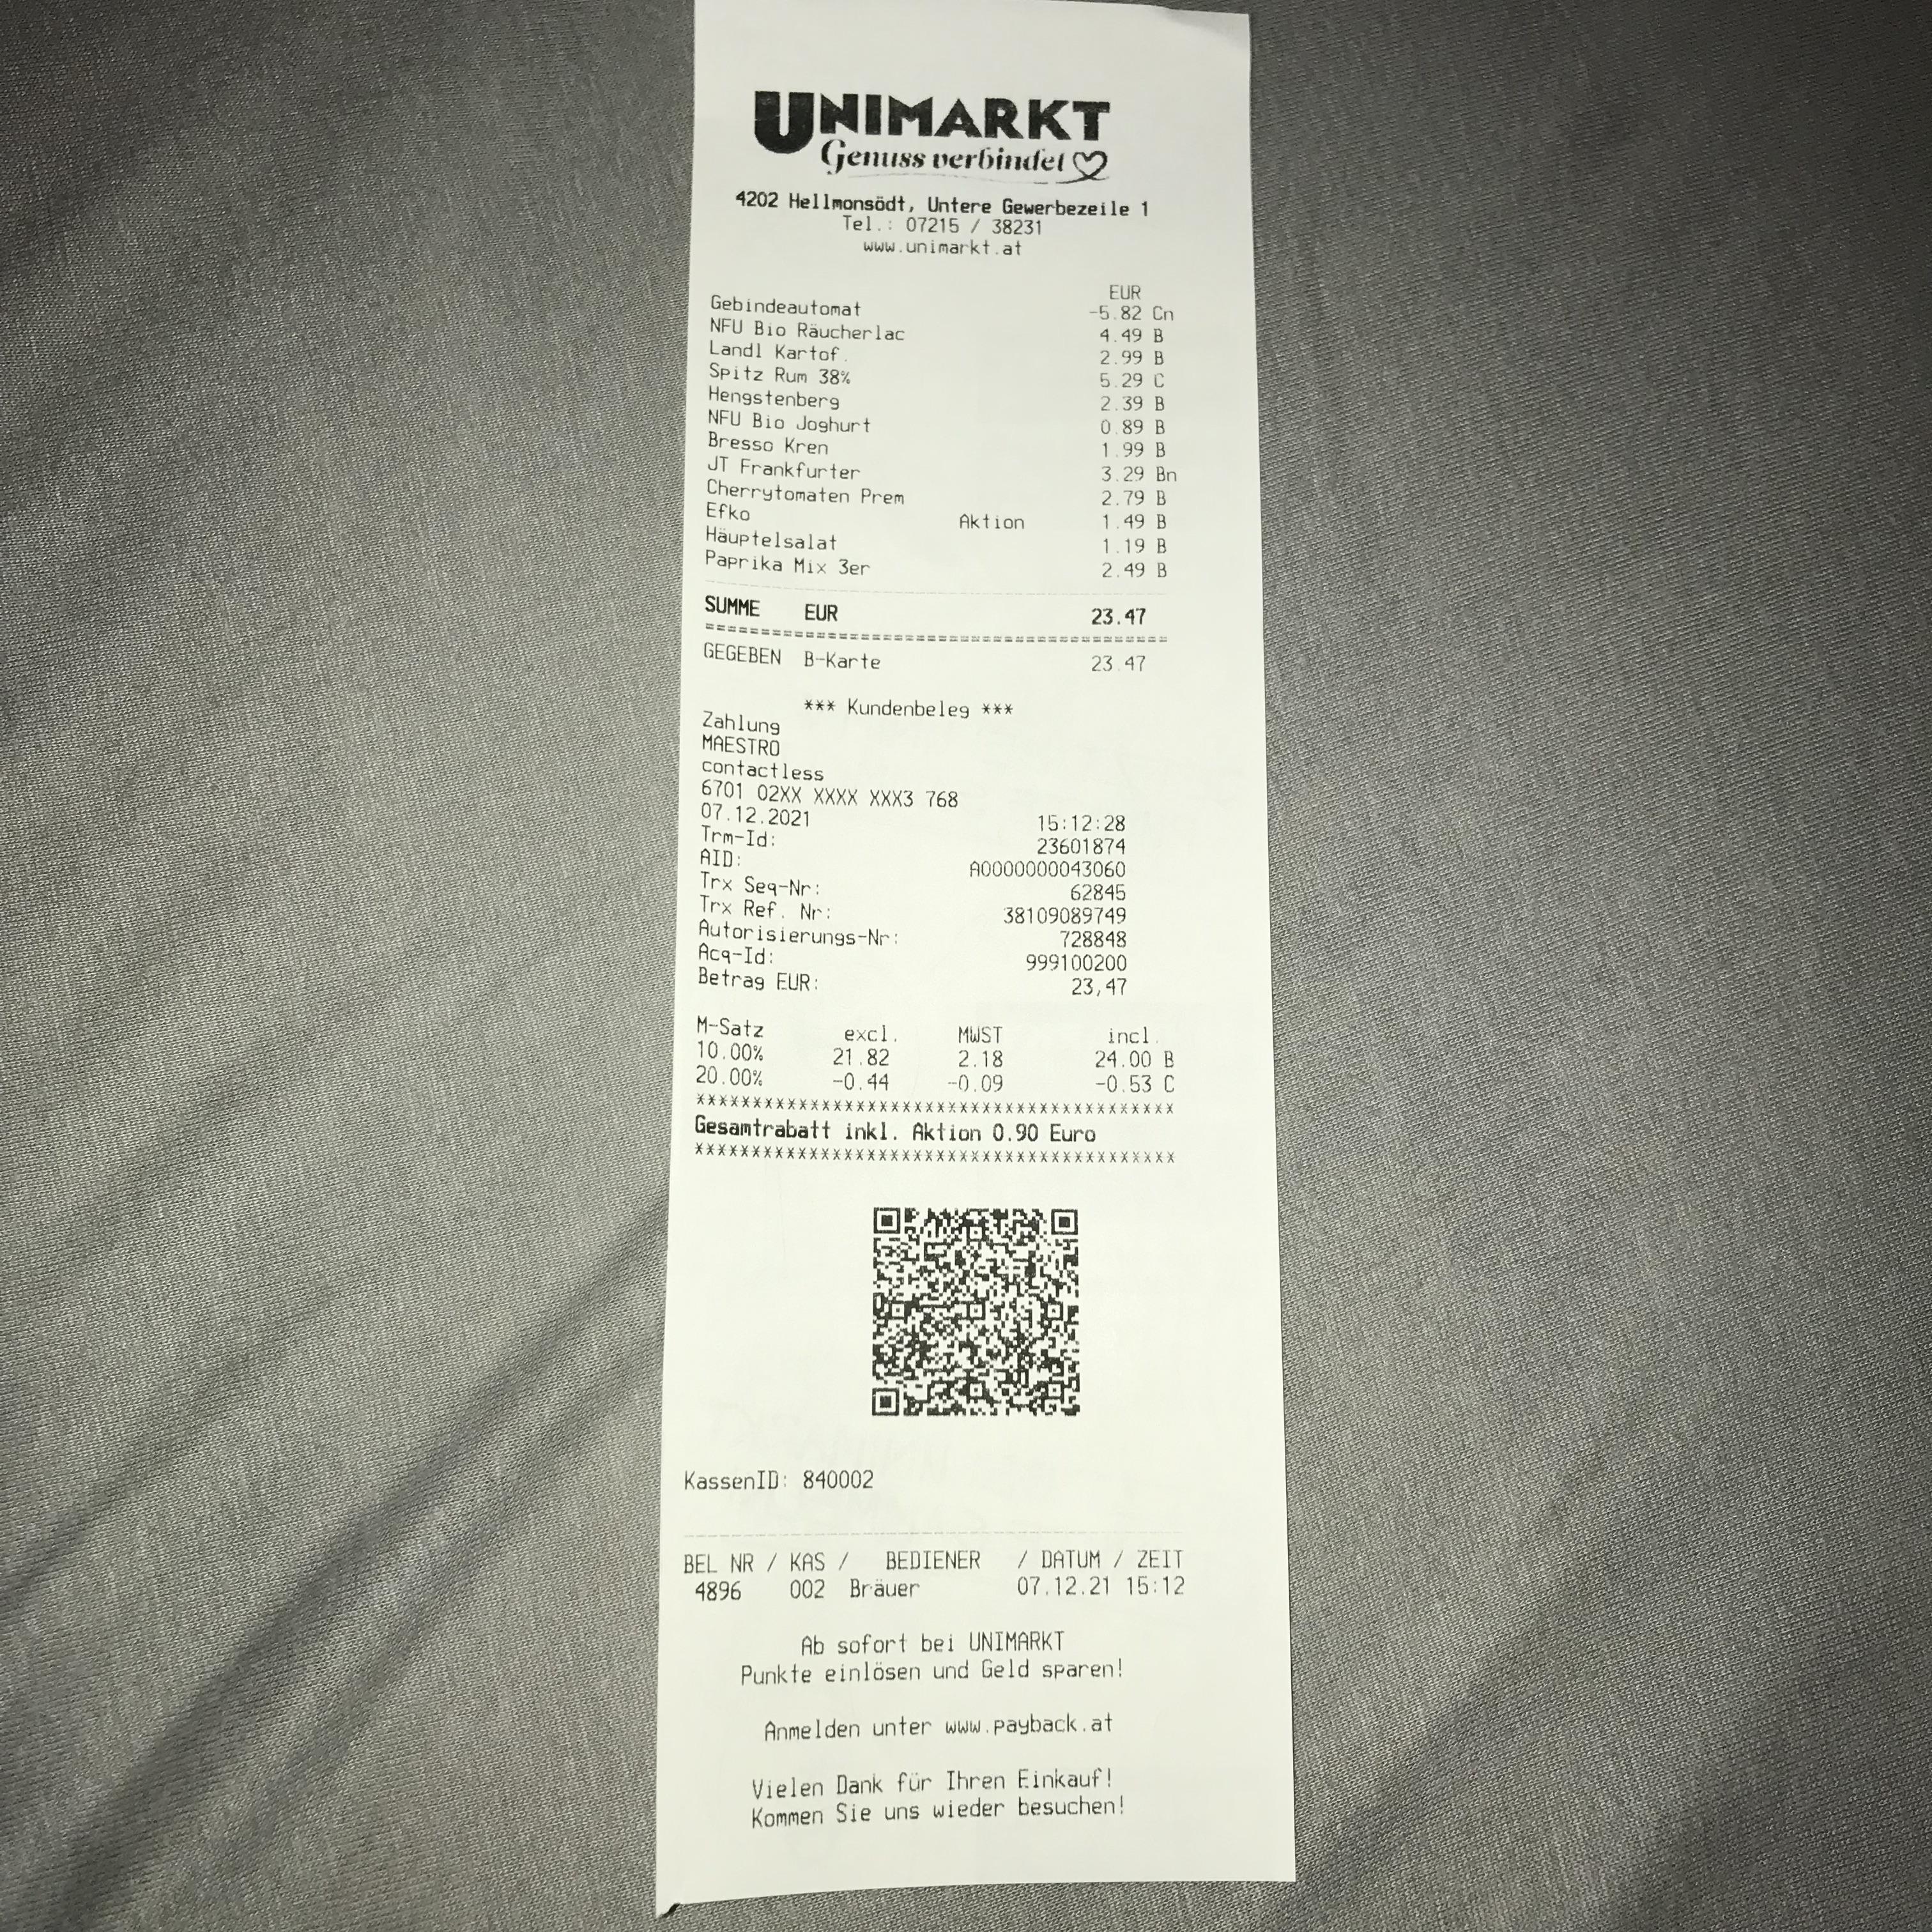 UNIMARKT
Genuss verbindet
4202 Hellmonsödt, Untere Gewerbezeile 1
Tel.: 07215 / 38231
www.unimarkt.at
EUR
Gebindeautomat -5.82 Cn
NFU Bio Räucherlac 4.49 B
Landl Kartof. 2.99 B
Spitz Rum 38% 5.29 C
Hengstenberg 2.39 B
NFU Bio Joghurt 0.89 B
Bresso Kren 1.99 B
JT Frankfurter 3.29 Bn
Cherrytomaten Prem 2.79 B
Efko Aktion 1.49 B
Häuptelsalat 1.19 B
Paprika Mix 3er 2.49 B
SUMME EUR 23.47
=========================================
GEGEBEN B-Karte 23.47
*** Kundenbeleg ***
Zahlung
MAESTRO
contactless
6701 02XX XXXX XXX3 768
07.12.2021 15:12:28
Trm-Id: 23601874
AID: A0000000043060
Trx Seq-Nr: 62845
Trx Ref. Nr: 38109089749
Autorisierungs-Nr: 728848
Acq-Id: 999100200
Betrag EUR: 23,47
M-Satz excl. MWST incl.
10.00% 21.82 2.18 24.00 B
20.00% -0.44 -0.09 -0.53 C
******************************************
Gesamtrabatt inkl. Aktion 0.90 Euro
******************************************
KassenID: 840002
BEL NR / KAS / BEDIENER / DATUM / ZEIT
4896 002 Bräuer 07.12.21 15:12
Ab sofort bei UNIMARKT
Punkte einlösen und Geld sparen!
Anmelden unter www.payback.at
Vielen Dank für Ihren Einkauf!
Kommen Sie uns wieder besuchen!